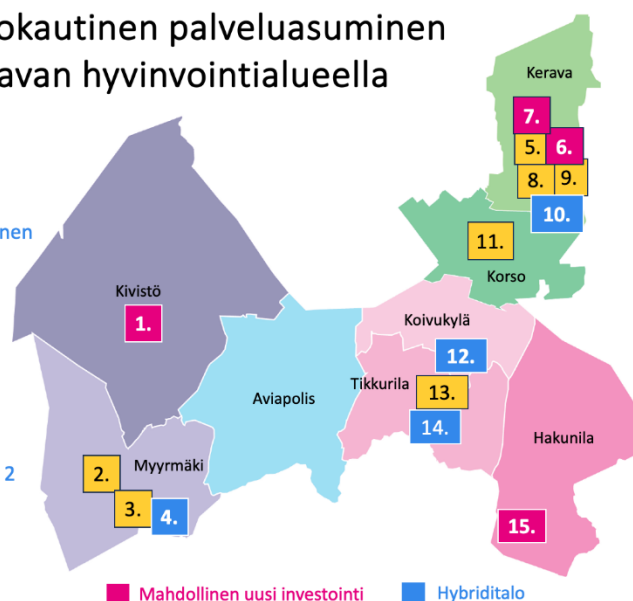 okautinen palveluasuminen
avan hyvinvointialueella
Kerava
7.
5. 6.
8. 9.
10.
nen
11.
Korso
Kivistö
1.
Koivukylä
12.
Tikkurila
13.
Aviapolis
14.
Hakunila
Myyrmäki
2
2.
3. 4.
15.
Mahdollinen uusi investointi Hybriditalo